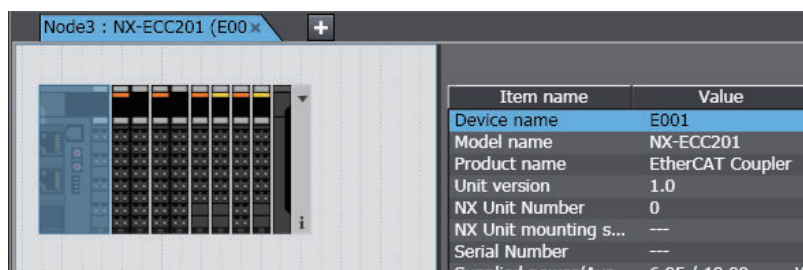 Node3 : NX-ECC201 (E00
Item name Value
Device name E001
Model name NX-ECC201
Product name EtherCAT Coupler
Unit version 1.0
NX Unit Number 0
NX Unit mounting s... ---
Serial Number ---